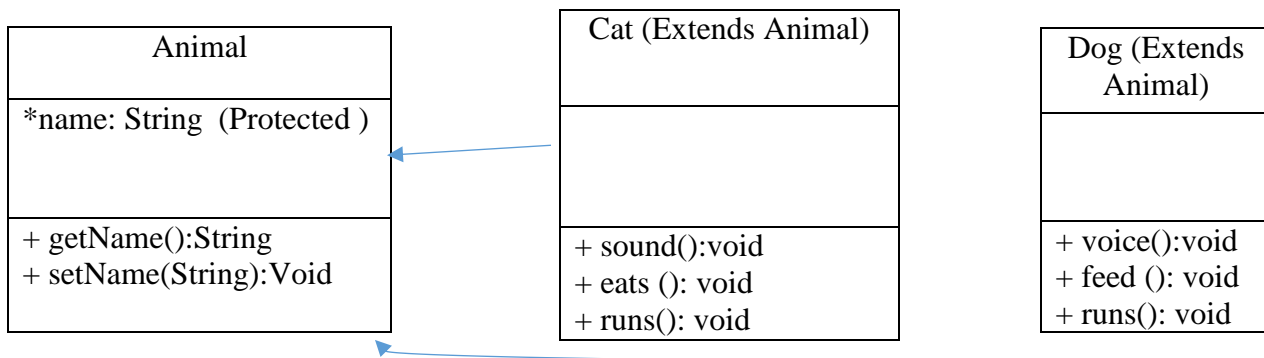 Animal
*name: String (Protected )
+ getName():String
+ setName(String):Void
Cat (Extends Animal)
+ sound():void
+ eats (): void
+ runs(): void
Dog (Extends
Animal)
+ voice():void
+ feed (): void
+ runs(): void